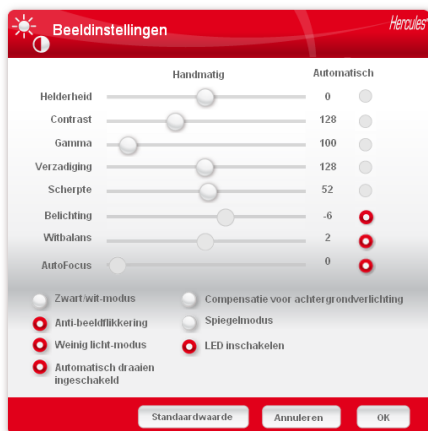 Beeldinstellingen
Hercules
Handmatig Automatisch
Helderheid 0
Contrast 128
Gamma 100
Verzadiging 128
Scherpte 52
Belichting -6
Witbalans 2
AutoFocus 0
Zwart/wit-modus Compensatie voor achtergrondverlichting
Anti-beeldflikkering Spiegelmodus
Weinig licht-modus LED inschakelen
Automatisch draaien
ingeschakeld
Standaardwaarde Annuleren OK